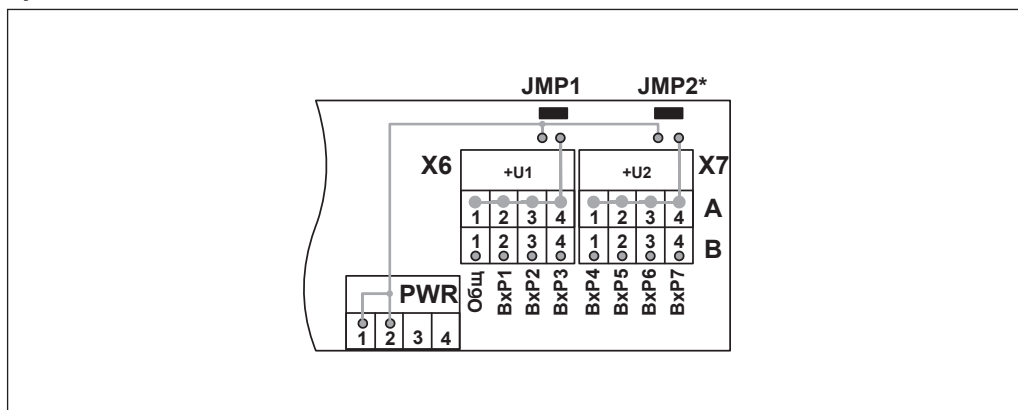 JMP1 JMP2*
X6 +U1 +U2 X7
1 2 3 4 1 2 3 4 A
1 2 3 4 1 2 3 4 B
Общ ВхР1 ВхР2 ВхР3 ВхР4 ВхР5 ВхР6 ВхР7
PWR
1 2 3 4